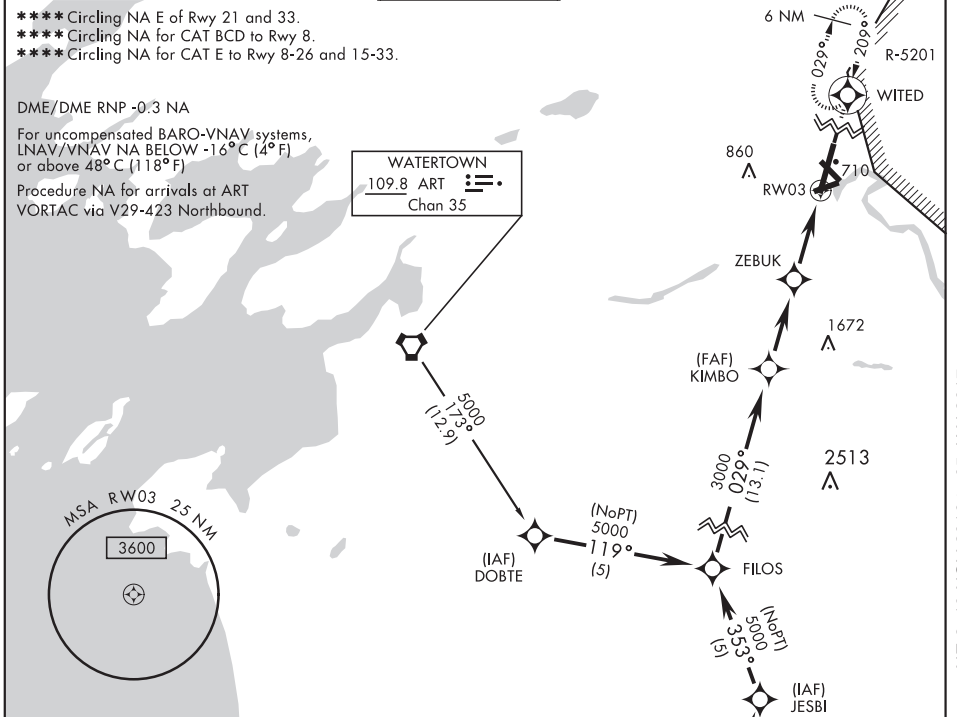 **** Circling NA E of Rwy 21 and 33.
**** Circling NA for CAT BCD to Rwy 8.
**** Circling NA for CAT E to Rwy 8-26 and 15-33.
DME/DME RNP -0.3 NA
For uncompensated BARO-VNAV systems,
LNAV/VNAV NA BELOW -16°C (4°F)
or above 48°C (118°F)
Procedure NA for arrivals at ART
VORTAC via V29-423 Northbound.
6 NM
029°
209°
R-5201
WITED
WATERTOWN
109.8 ART
Chan 35
860
710
RW03
ZEBUK
1672
(FAF)
KIMBO
5000
173°
(12.9)
3000
029°
(13.1)
2513
MSA RW03 25 NM
3600
(NoPT)
5000
119°
(5)
(IAF)
DOBTE
FILOS
(NoPT)
5000
353°
(5)
(IAF)
JESBI